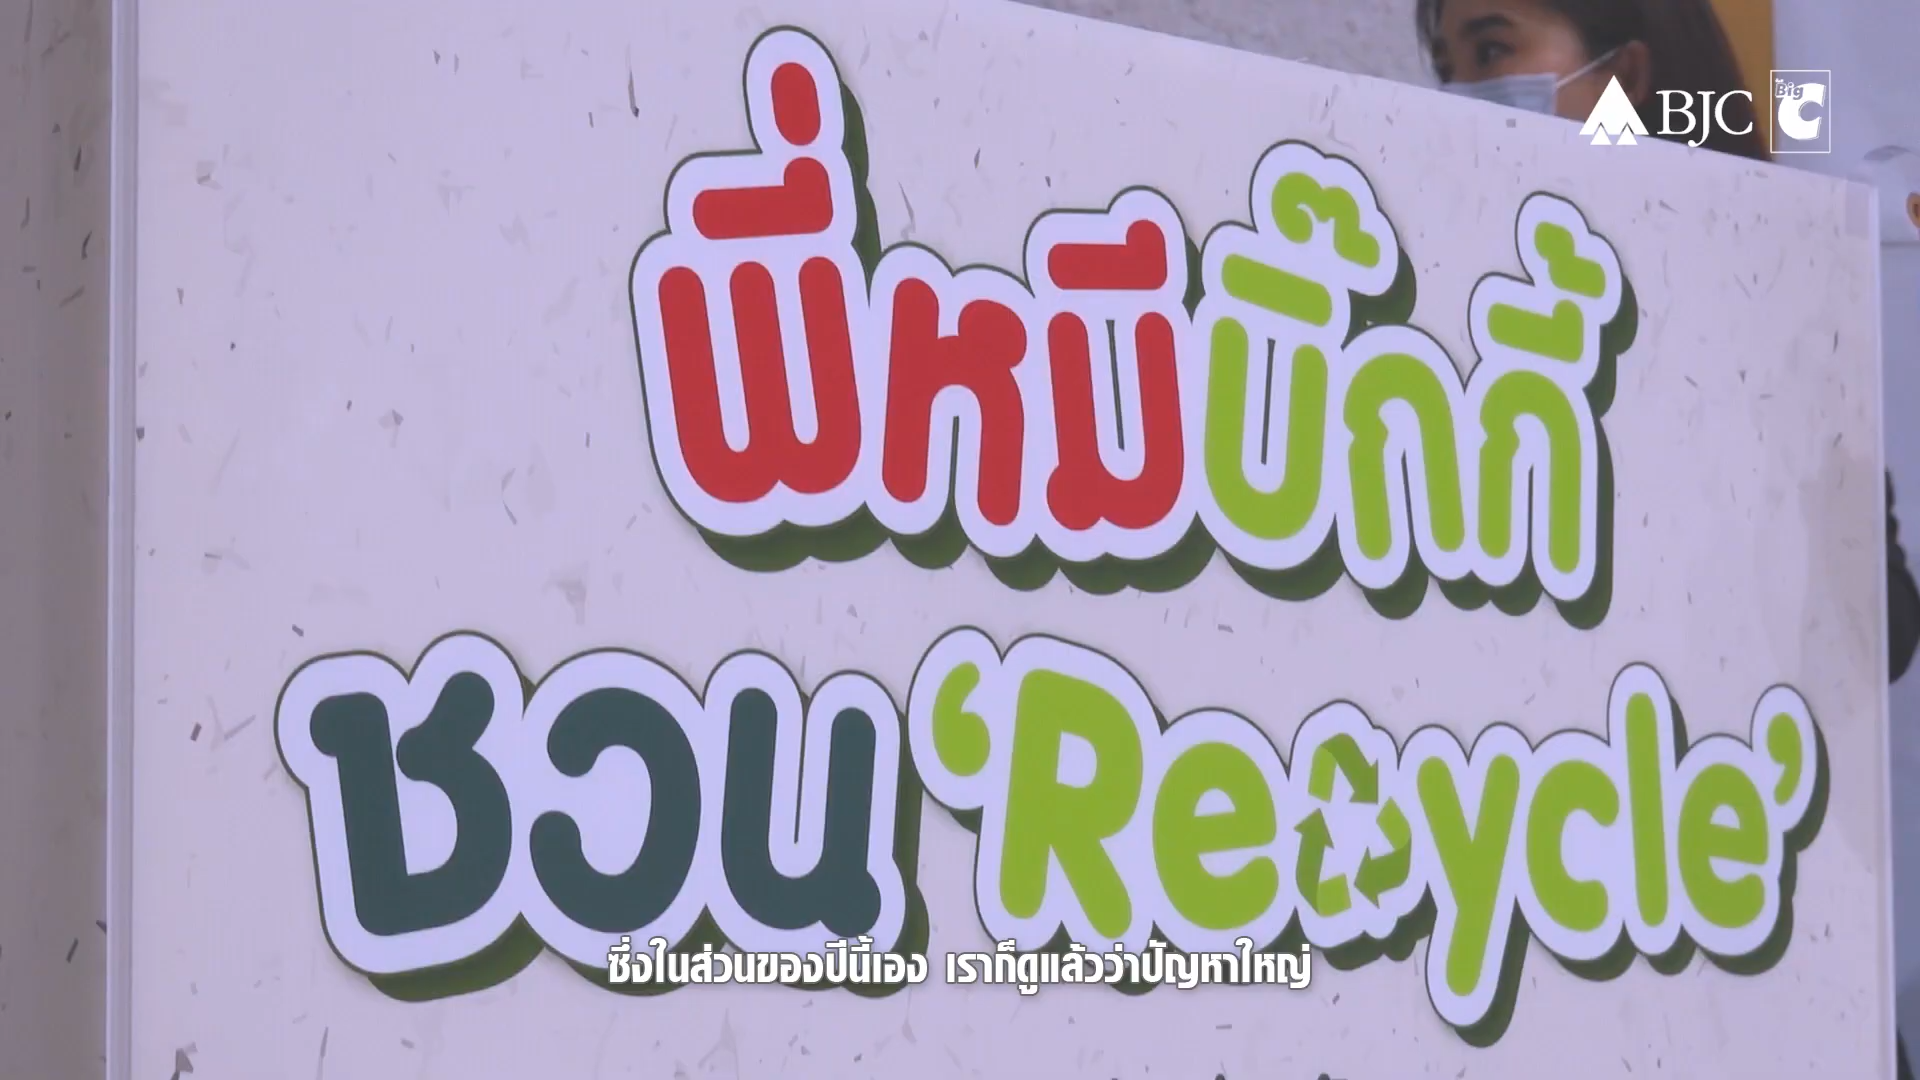 BJC Big C
พี่หมีบิ๊กกี้
ชวน ‘Recycle’
ซึ่งในส่วนของปีนี้เอง เราก็ดูแล้วว่าปัญหาใหญ่